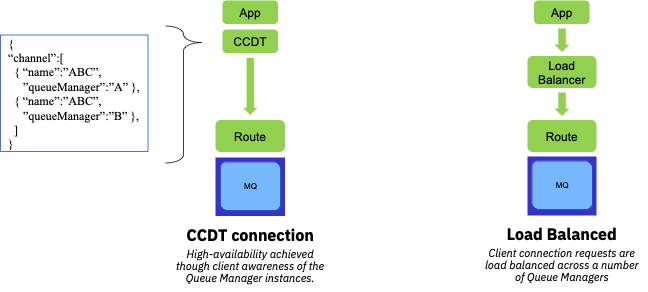 {
“channel”:[
{ “name”:”ABC”,
“queueManager”:”A” },
{ “name”:”ABC”,
“queueManager”:”B” },
]
}
App
CCDT
Route
MQ
CCDT connection
High-availability achieved
though client awareness of the
Queue Manager instances.
App
Load
Balancer
Route
MQ
Load Balanced
Client connection requests are
load balanced across a number
of Queue Managers